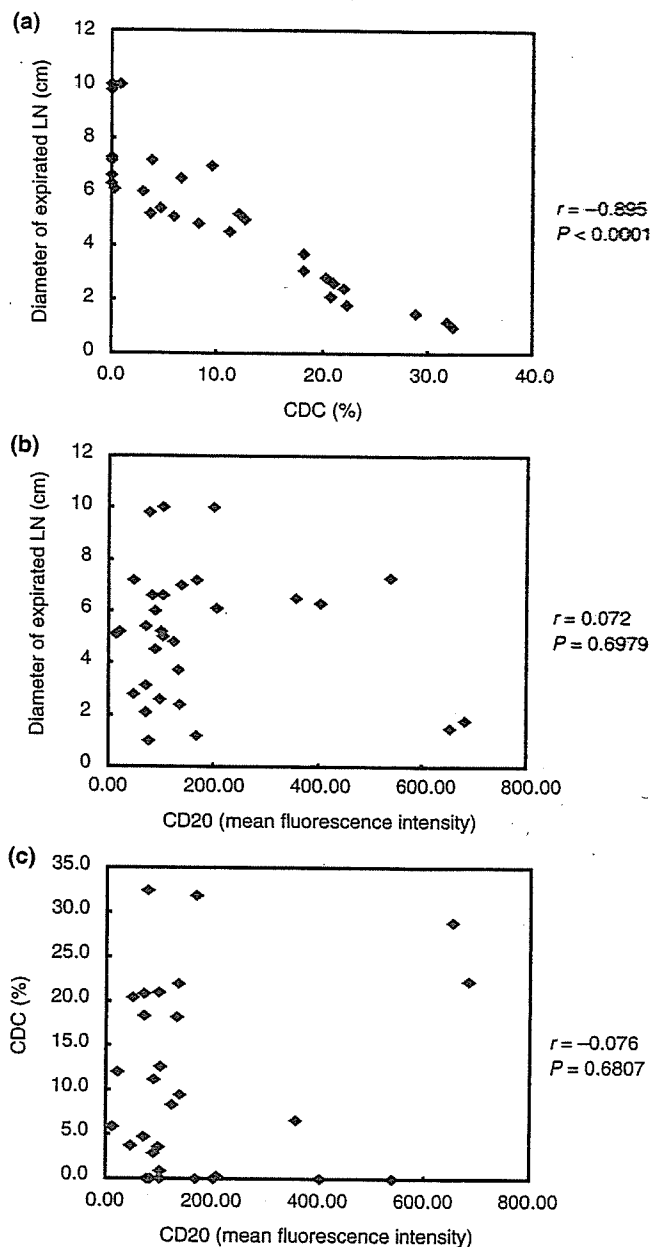 (a)
12
10
8
6
4
2
0
Diameter of expirated LN (cm)
0.0 10.0 20.0 30.0 40.0
CDC (%)
r = –0.895
P < 0.0001
(b)
12
10
8
6
4
2
0
Diameter of expirated LN (cm)
0.00 200.00 400.00 600.00 800.00
CD20 (mean fluorescence intensity)
r = 0.072
P = 0.6979
(c)
35.0
30.0
25.0
20.0
15.0
10.0
5.0
0.0
CDC (%)
0.00 200.00 400.00 600.00 800.00
CD20 (mean fluorescence intensity)
r = –0.076
P = 0.6807